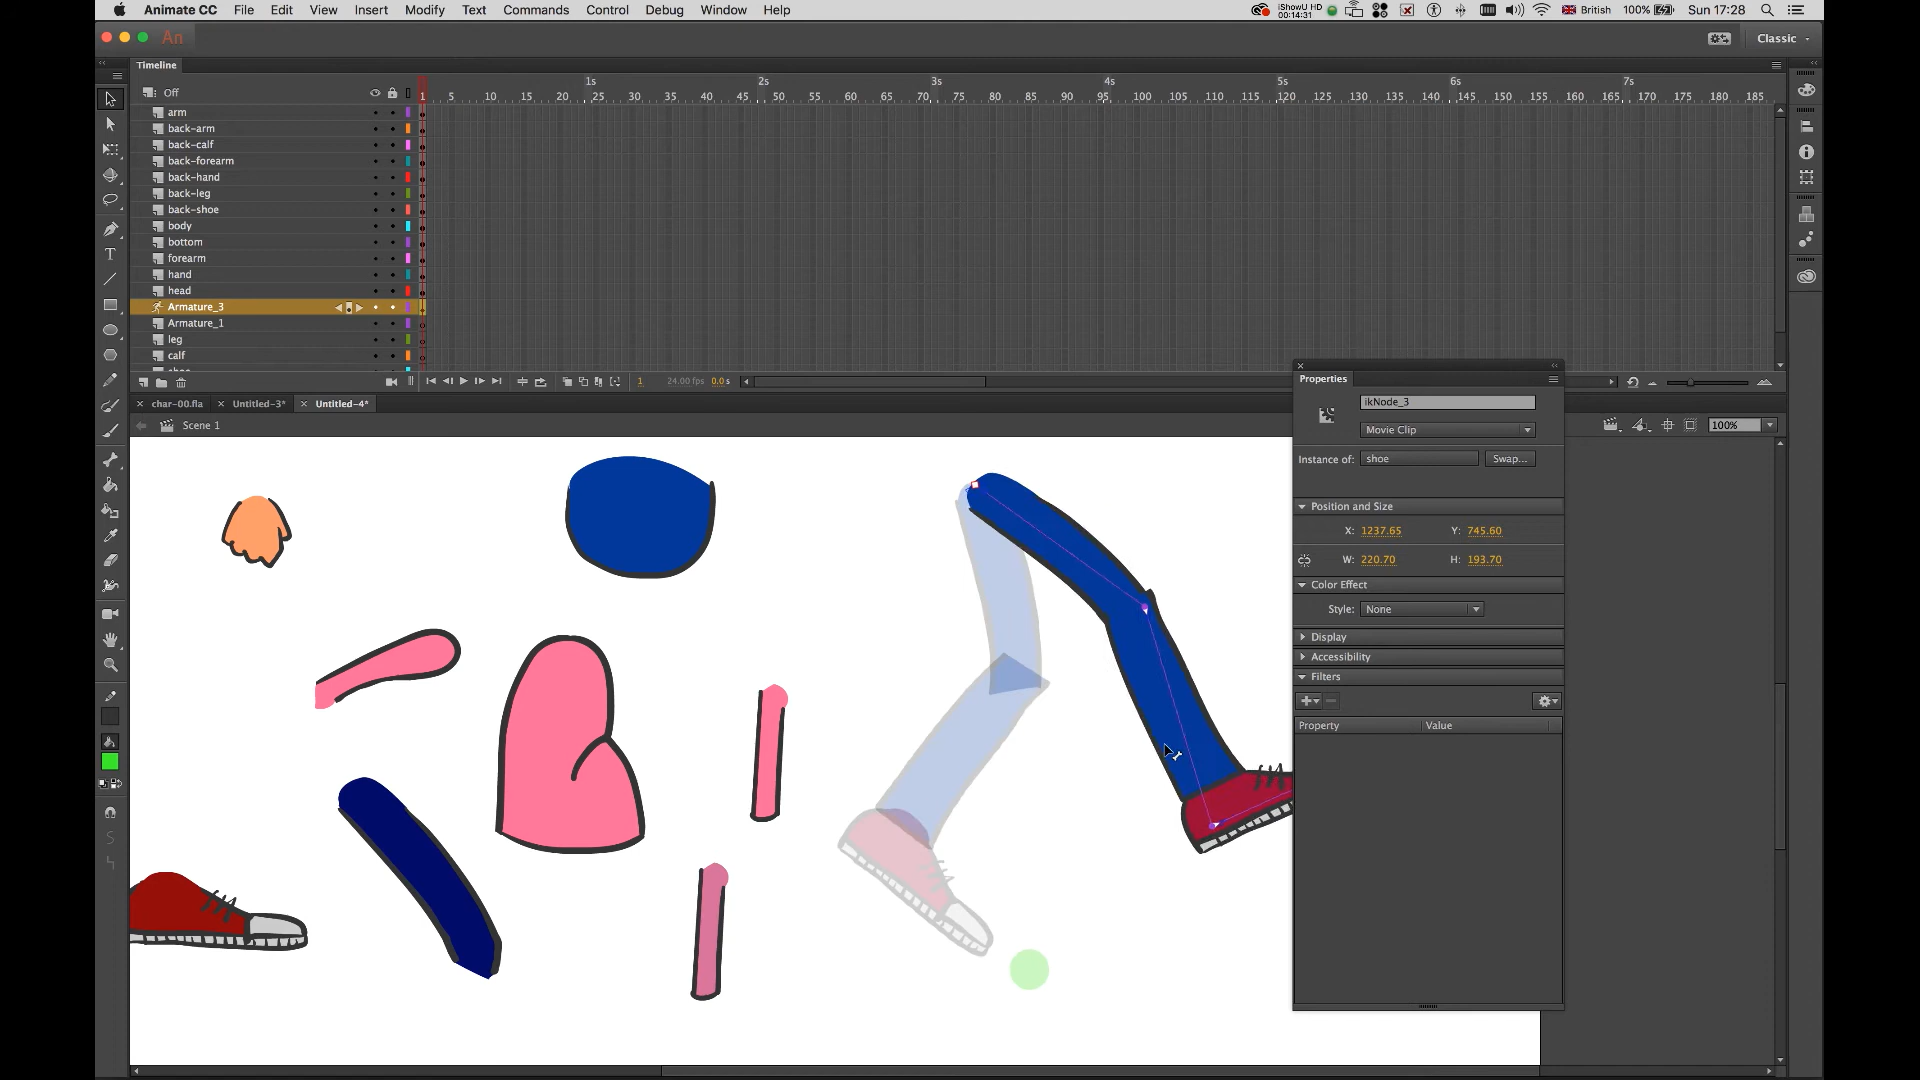 Animate CC File Edit View Insert Modify Text Commands Control Debug Window Help
iShowU HD
00:14:31
British 100% Sun 17:28
An
Classic
Timeline
Off
1s 2s 3s 4s 5s 6s 7s
1 5 10 15 20 25 30 35 40 45 50 55 60 65 70 75 80 85 90 95 100 105 110 115 120 125 130 135 140 145 150 155 160 165 170 175 180 185
arm
back-arm
back-calf
back-forearm
back-hand
back-leg
back-shoe
body
bottom
forearm
hand
head
Armature_3
Armature_1
leg
calf
1 24.00 fps 0.0 s
char-00.fla Untitled-3* Untitled-4*
Scene 1
100%
Properties
ikNode_3
Movie Clip
Instance of: shoe Swap...
Position and Size
X: 1237.65 Y: 745.60
W: 220.70 H: 193.70
Color Effect
Style: None
Display
Accessibility
Filters
Property Value